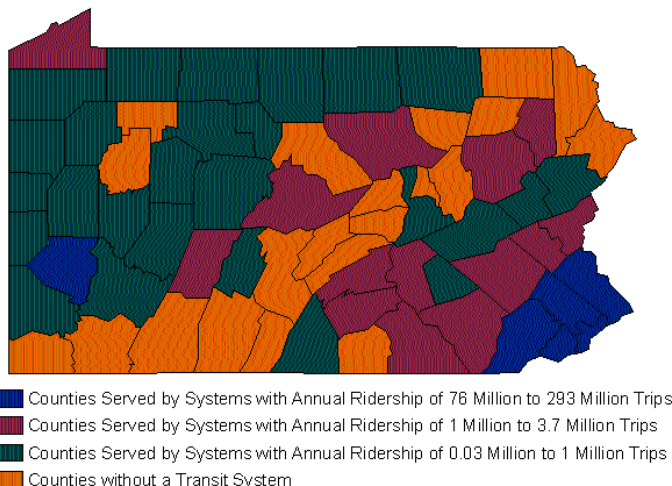 Counties Served by Systems with Annual Ridership of 76 Million to 293 Million Trips
Counties Served by Systems with Annual Ridership of 1 Million to 3.7 Million Trips
Counties Served by Systems with Annual Ridership of 0.03 Million to 1 Million Trips
Counties without a Transit System